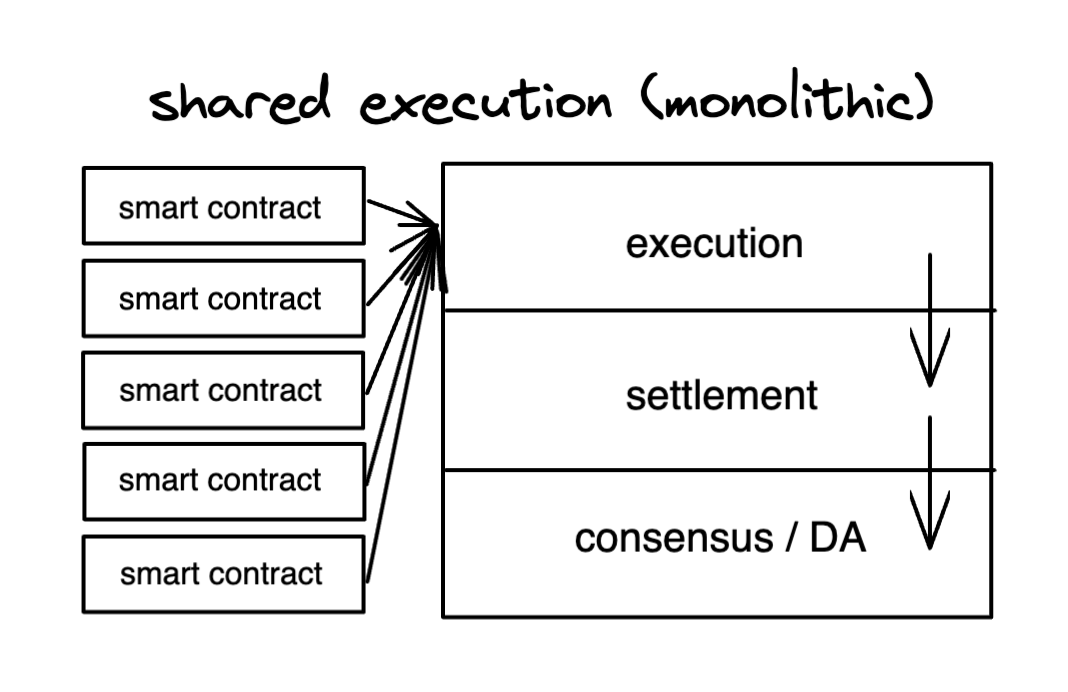 shared execution (monolithic)
smart contract
smart contract
smart contract
smart contract
smart contract
execution
settlement
consensus / DA